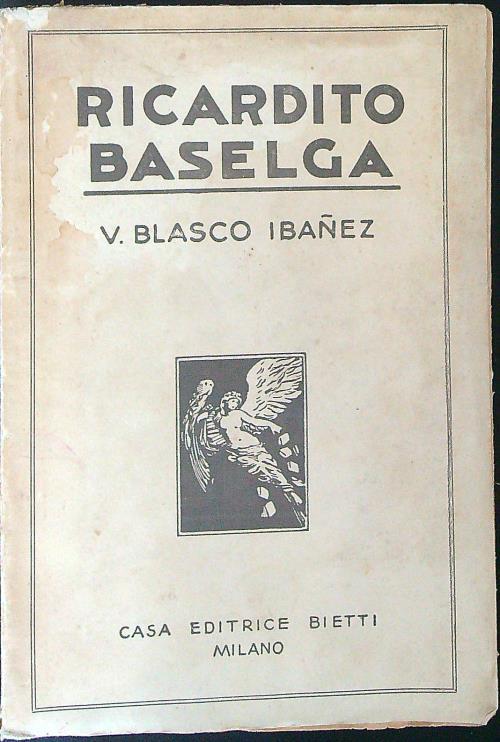 RICARDITO
BASELGA
V. BLASCO IBAÑEZ
CASA EDITRICE BIETTI
MILANO